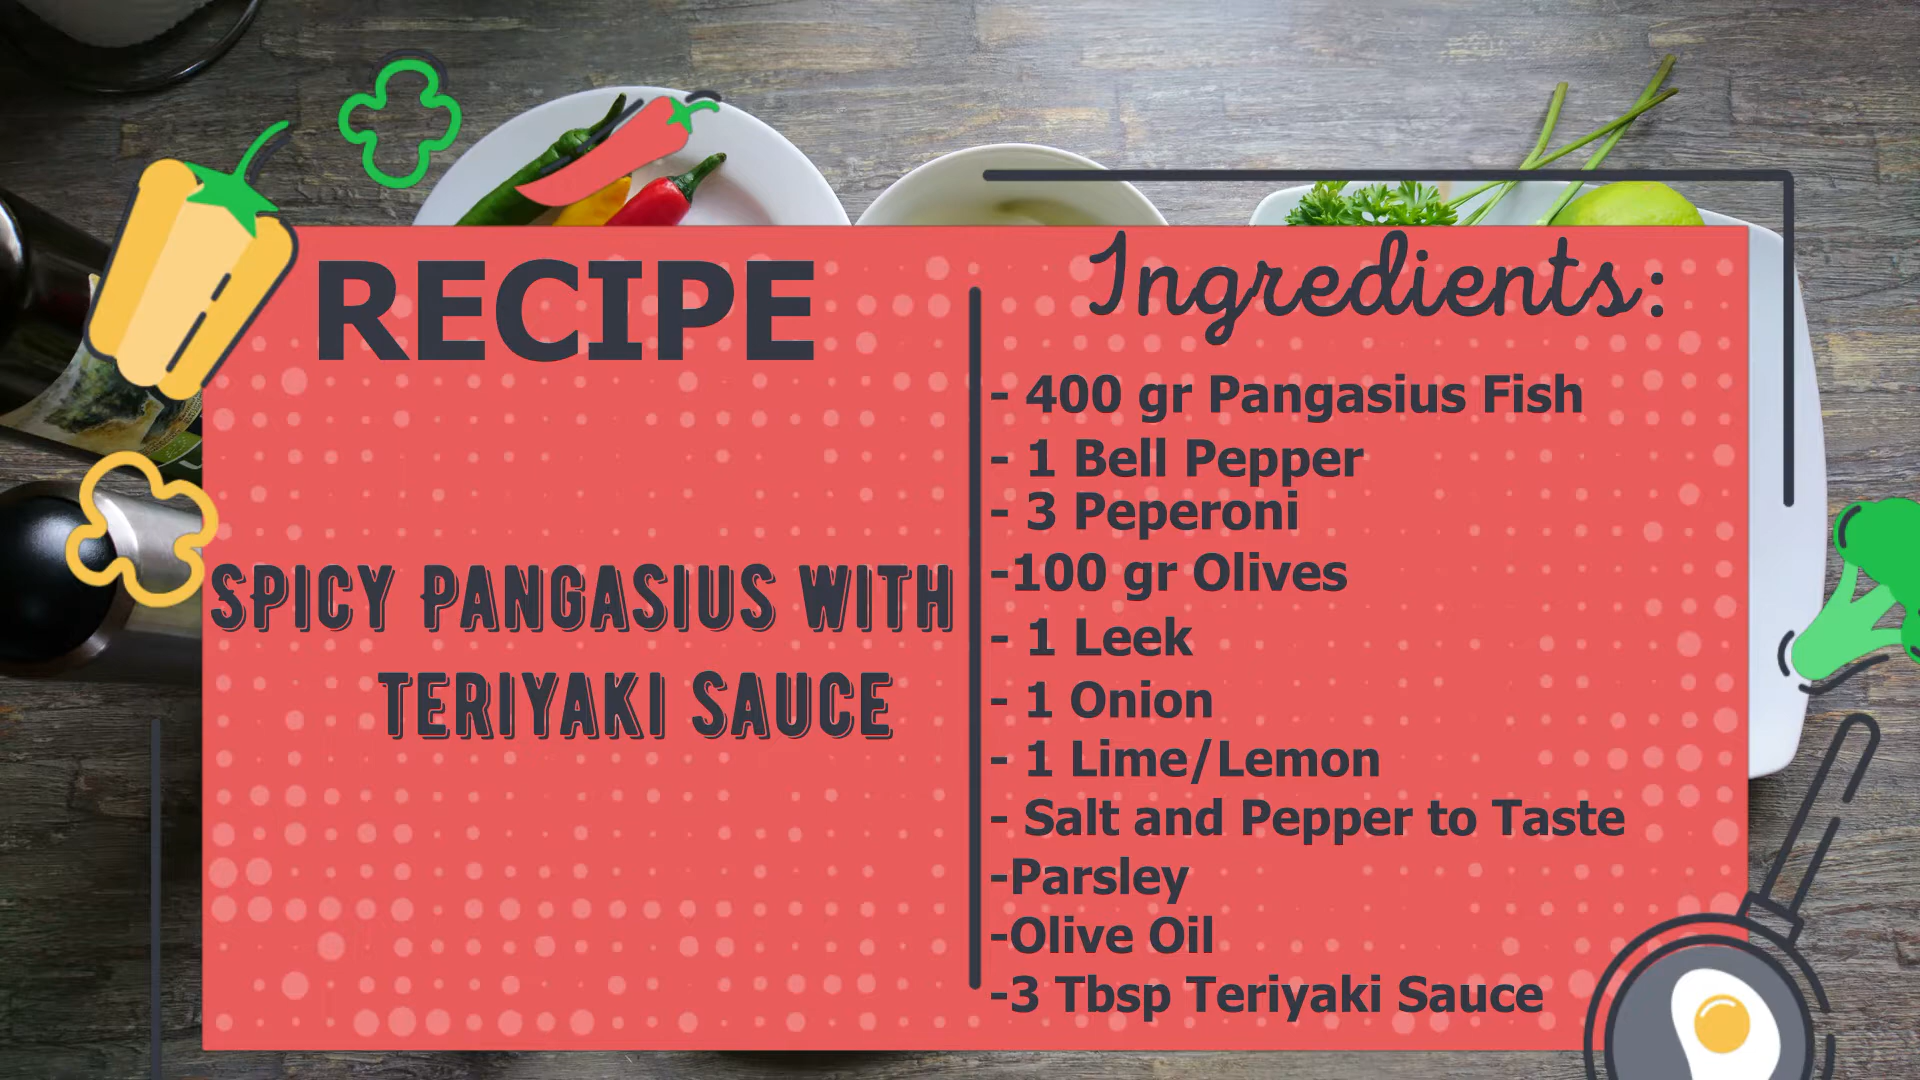 RECIPE
SPICY PANGASIUS WITH
TERIYAKI SAUCE
Ingredients:
- 400 gr Pangasius Fish
- 1 Bell Pepper
- 3 Peperoni
-100 gr Olives
- 1 Leek
- 1 Onion
- 1 Lime/Lemon
- Salt and Pepper to Taste
-Parsley
-Olive Oil
-3 Tbsp Teriyaki Sauce